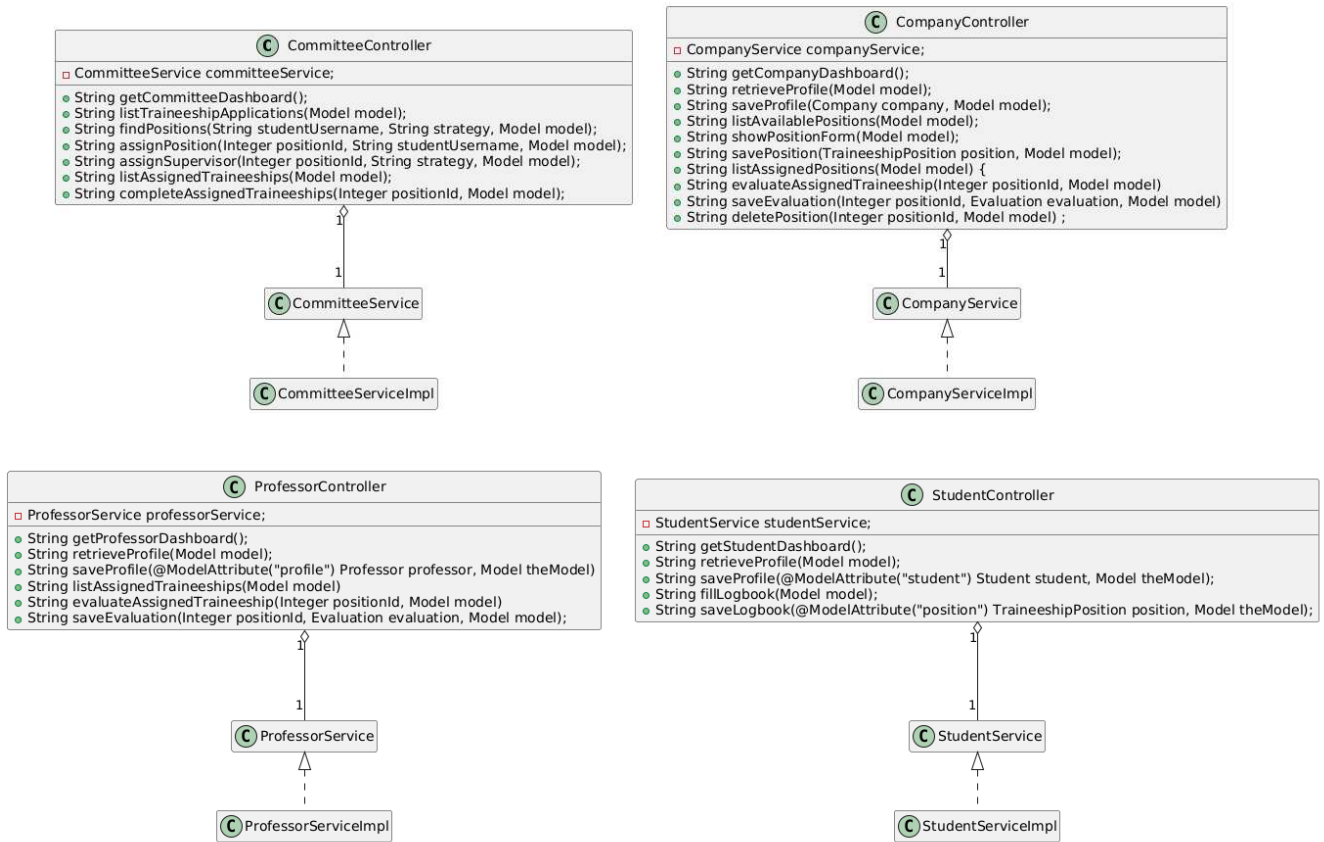 C CommitteeController
CommitteeService committeeService;
String getCommitteeDashboard();
String listTraineeshipApplications(Model model);
String findPositions(String studentUsername, String strategy, Model model);
String assignPosition(Integer positionId, String studentUsername, Model model);
String assignSupervisor(Integer positionId, String strategy, Model model);
String listAssignedTraineeships(Model model);
String completeAssignedTraineeships(Integer positionId, Model model);
1
1
C CommitteeService
C CommitteeServiceImpl
C CompanyController
CompanyService companyService;
String getCompanyDashboard();
String retrieveProfile(Model model);
String saveProfile(Company company, Model model);
String listAvailablePositions(Model model);
String showPositionForm(Model model);
String savePosition(TraineeshipPosition position, Model model);
String listAssignedPositions(Model model) {
String evaluateAssignedTraineeship(Integer positionId, Model model)
String saveEvaluation(Integer positionId, Evaluation evaluation, Model model)
String deletePosition(Integer positionId, Model model) ;
1
1
C CompanyService
C CompanyServiceImpl
C ProfessorController
ProfessorService professorService;
String getProfessorDashboard();
String retrieveProfile(Model model);
String saveProfile(@ModelAttribute("profile") Professor professor, Model theModel)
String listAssignedTraineeships(Model model)
String evaluateAssignedTraineeship(Integer positionId, Model model)
String saveEvaluation(Integer positionId, Evaluation evaluation, Model model);
1
1
C ProfessorService
C ProfessorServiceImpl
C StudentController
StudentService studentService;
String getStudentDashboard();
String retrieveProfile(Model model);
String saveProfile(@ModelAttribute("student") Student student, Model theModel);
String fillLogbook(Model model);
String saveLogbook(@ModelAttribute("position") TraineeshipPosition position, Model theModel);
1
1
C StudentService
C StudentServiceImpl